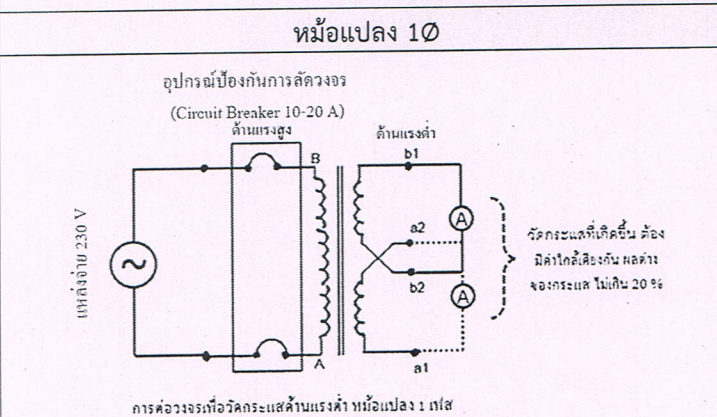 หม้อแปลง 1Ø
อุปกรณ์ป้องกันการลัดวงจร
(Circuit Breaker 10-20 A)
ด้านแรงสูง
ด้านแรงต่ำ
B
b1
A
a2
b2
A
A
a1
แหล่งจ่าย 230 V
วัดกระแสที่เกิดขึ้น ต้อง
มีค่าใกล้เคียงกัน ผลต่าง
ของกระแส ไม่เกิน 20 %
การต่อวงจรเพื่อวัดกระแสด้านแรงต่ำ หม้อแปลง 1 เฟส